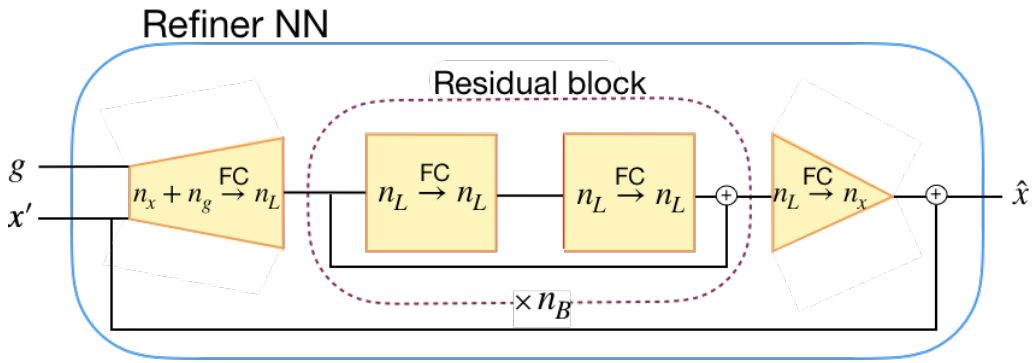 Refiner NN
Residual block
g
x′
FC
n_x + n_g → n_L
FC
n_L → n_L
FC
n_L → n_L
+
FC
n_L → n_x
+
x̂
× n_B